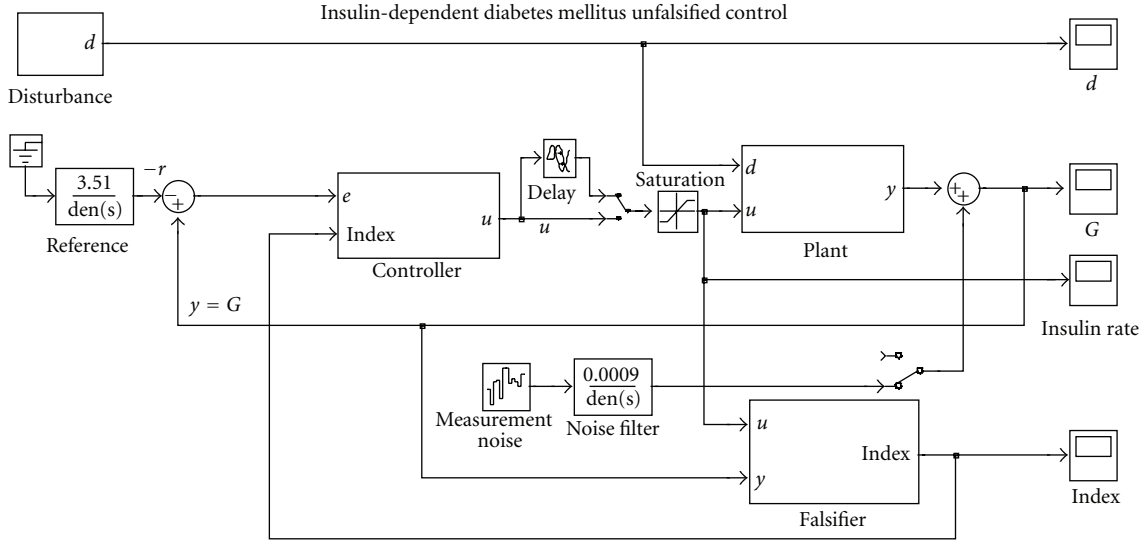 Insulin-dependent diabetes mellitus unfalsified control
d
Disturbance
d
−r
3.51
den(s)
Reference
−
+
e
Index
u
Controller
Delay
u
Saturation
d
u
y
Plant
+
+
G
Insulin rate
y = G
Measurement
noise
0.0009
den(s)
Noise filter
u
y
Index
Falsifier
Index